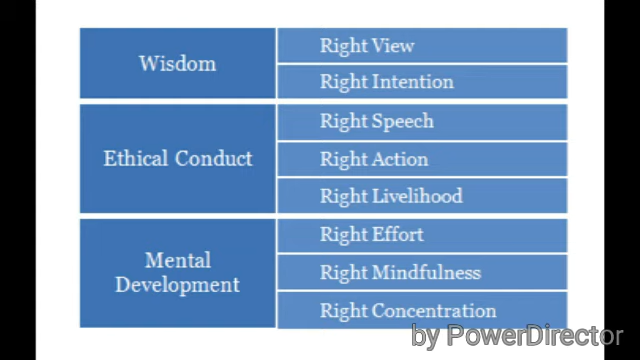 Wisdom
Right View
Right Intention
Ethical Conduct
Right Speech
Right Action
Right Livelihood
Mental
Development
Right Effort
Right Mindfulness
Right Concentration
by PowerDirector